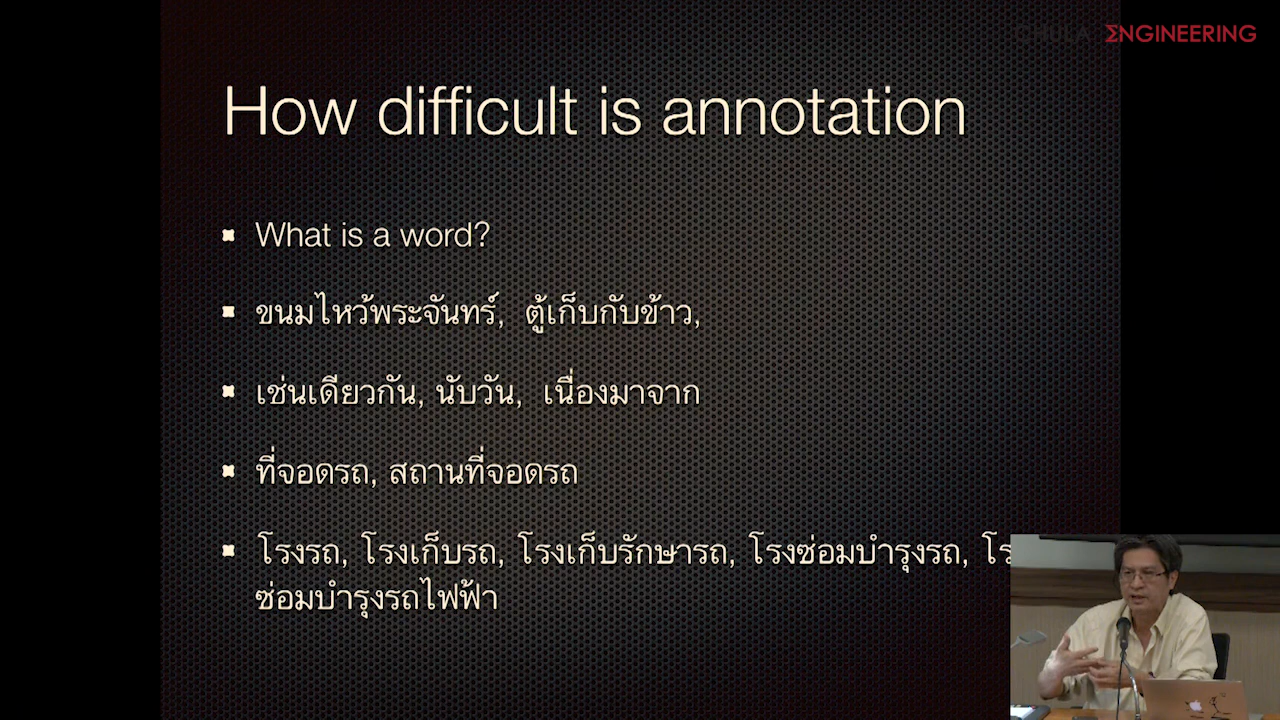 CHULA ΣNGINEERING
How difficult is annotation
What is a word?
ขนมไหว้พระจันทร์, ตู้เก็บกับข้าว,
เช่นเดียวกัน, นับวัน, เนื่องมาจาก
ที่จอดรถ, สถานที่จอดรถ
โรงรถ, โรงเก็บรถ, โรงเก็บรักษารถ, โรงซ่อมบำรุงรถ,
ซ่อมบำรุงรถไฟฟ้า